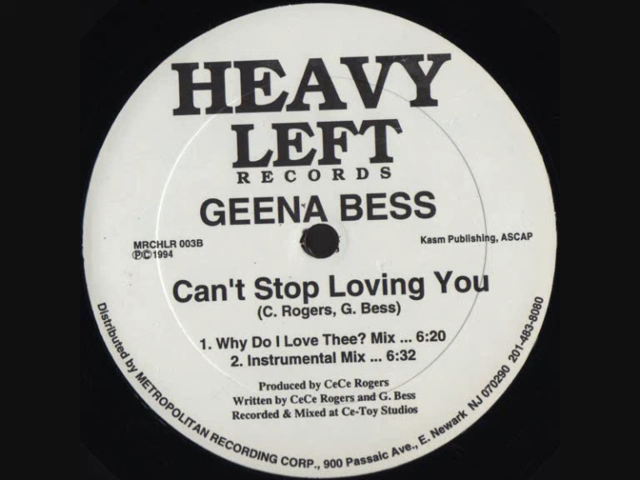 HEAVY
LEFT
RECORDS
GEENA BESS
MRCHLR 003B
℗© 1994
Kasm Publishing, ASCAP
Can't Stop Loving You
(C. Rogers, G. Bess)
1. Why Do I Love Thee? Mix ... 6:20
2. Instrumental Mix ... 6:32
Produced by CeCe Rogers
Written by CeCe Rogers and G. Bess
Recorded & Mixed at Ce-Toy Studios
Distributed by METROPOLITAN RECORDING CORP., 900 Passaic Ave., E. Newark NJ 070290 201-483-8080